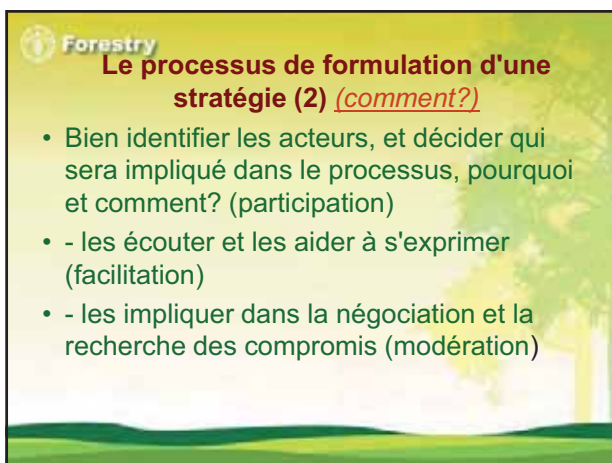 Forestry
Le processus de formulation d'une
stratégie (2) (comment?)
• Bien identifier les acteurs, et décider qui
sera impliqué dans le processus, pourquoi
et comment? (participation)
• - les écouter et les aider à s'exprimer
(facilitation)
• - les impliquer dans la négociation et la
recherche des compromis (modération)